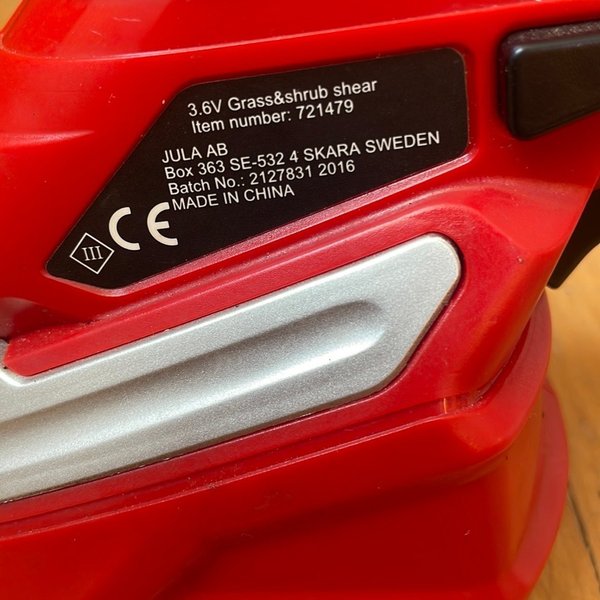 3.6V Grass&shrub shear
Item number: 721479
JULA AB
Box 363 SE-532 4 SKARA SWEDEN
Batch No.: 2127831 2016
MADE IN CHINA
CE
III